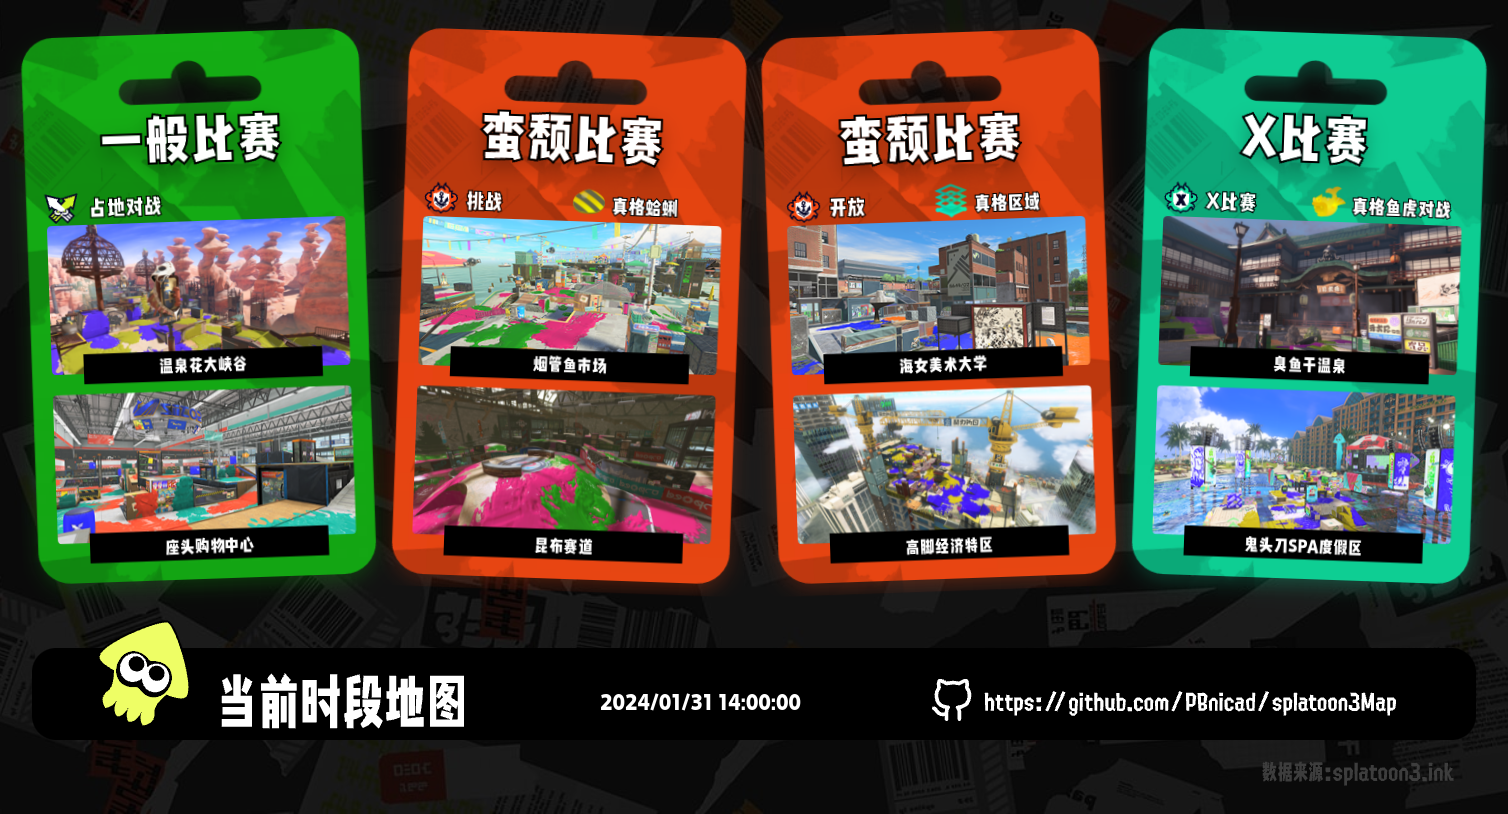 一般比赛
占地对战
温泉花大峡谷
座头购物中心
蛮颓比赛
挑战
真格蛤蜊
烟管鱼市场
昆布赛道
蛮颓比赛
开放
真格区域
海女美术大学
高脚经济特区
X比赛
X比赛
真格鱼虎对战
臭鱼干温泉
鬼头刀SPA度假区
当前时段地图
2024/01/31 14:00:00
https://github.com/PBnicad/splatoon3Map
数据来源:splatoon3.ink